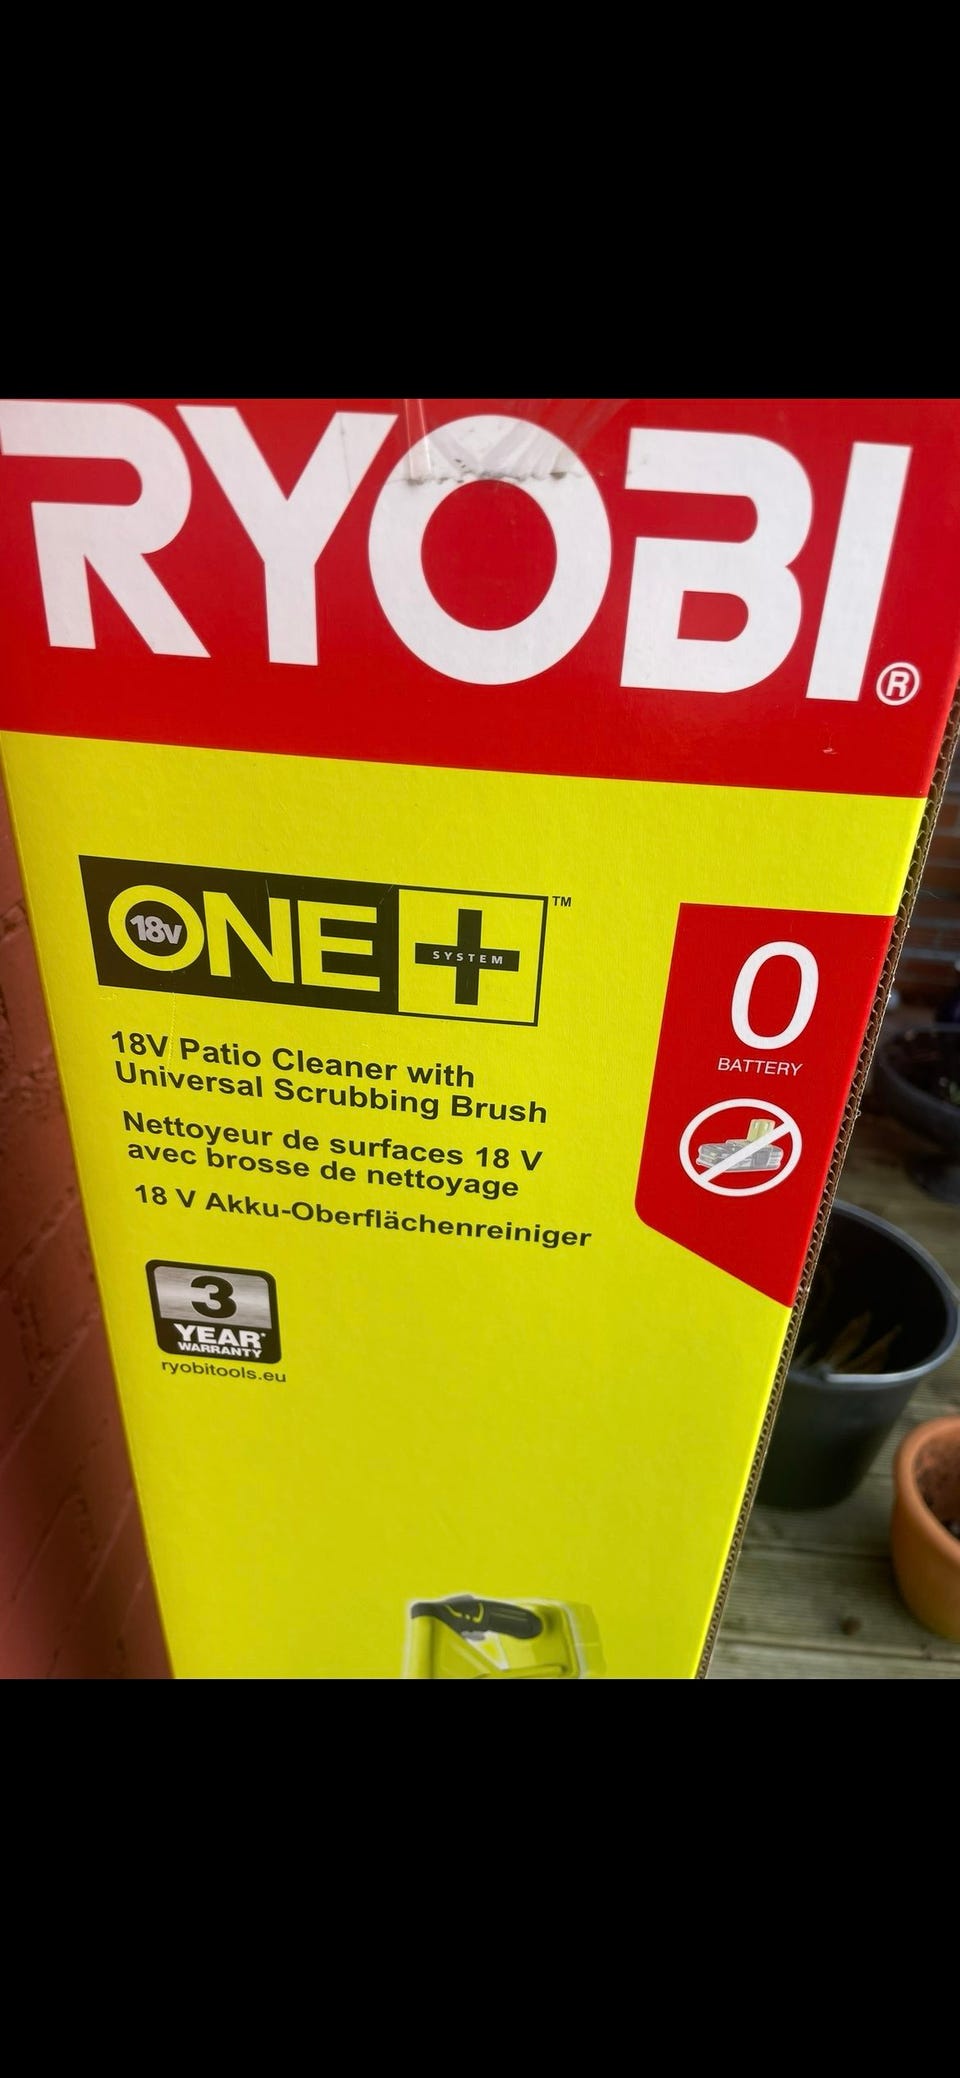 RYOBI®
18V ONE+ SYSTEM ™
0
BATTERY
18V Patio Cleaner with
Universal Scrubbing Brush
Nettoyeur de surfaces 18 V
avec brosse de nettoyage
18 V Akku-Oberflächenreiniger
3
YEAR*
WARRANTY
ryobitools.eu